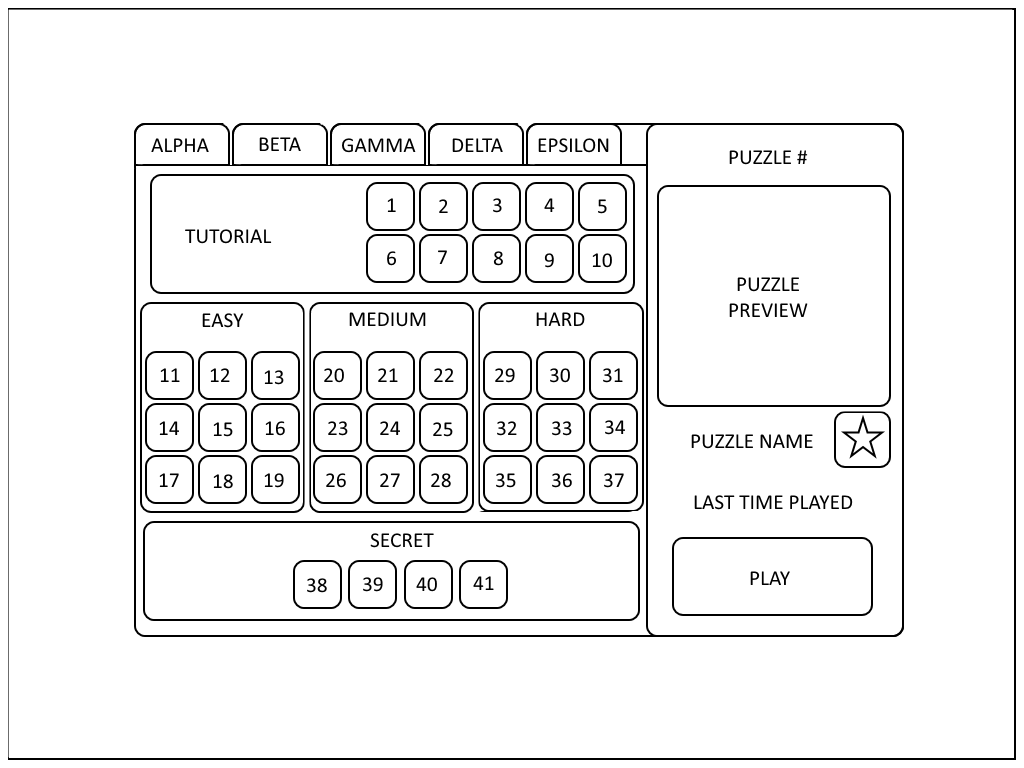 ALPHA BETA GAMMA DELTA EPSILON
TUTORIAL
1 2 3 4 5
6 7 8 9 10
EASY
11 12 13
14 15 16
17 18 19
MEDIUM
20 21 22
23 24 25
26 27 28
HARD
29 30 31
32 33 34
35 36 37
SECRET
38 39 40 41
PUZZLE #
PUZZLE
PREVIEW
PUZZLE NAME
LAST TIME PLAYED
PLAY